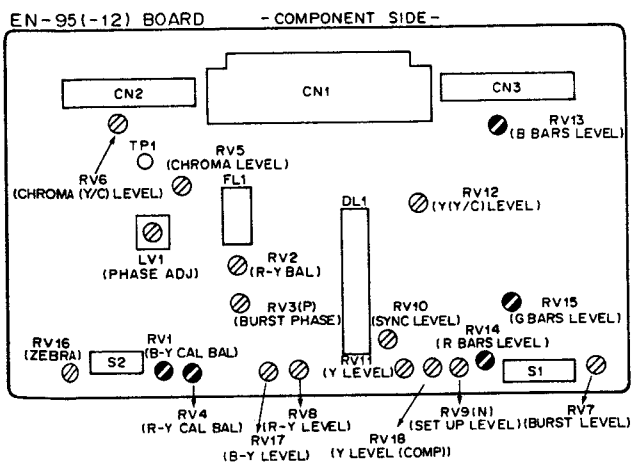 EN-95(-12) BOARD -COMPONENT SIDE-
CN2
CN1
CN3
RV13
(B BARS LEVEL)
TP1
RV5
(CHROMA LEVEL)
RV6
(CHROMA (Y/C) LEVEL)
FL1
DL1
RV12
(Y(Y/C) LEVEL)
LV1
(PHASE ADJ)
RV2
(R-Y BAL)
RV3(P)
(BURST PHASE)
RV10
(SYNC LEVEL)
RV15
(G BARS LEVEL)
RV16
(ZEBRA)
S2
RV1
(B-Y CAL BAL)
RV11
(Y LEVEL)
RV14
(R BARS LEVEL)
S1
RV4
(R-Y CAL BAL)
RV17
(B-Y LEVEL)
RV8
(R-Y LEVEL)
RV18
(Y LEVEL (COMP))
RV9(N)
(SET UP LEVEL)
RV7
(BURST LEVEL)